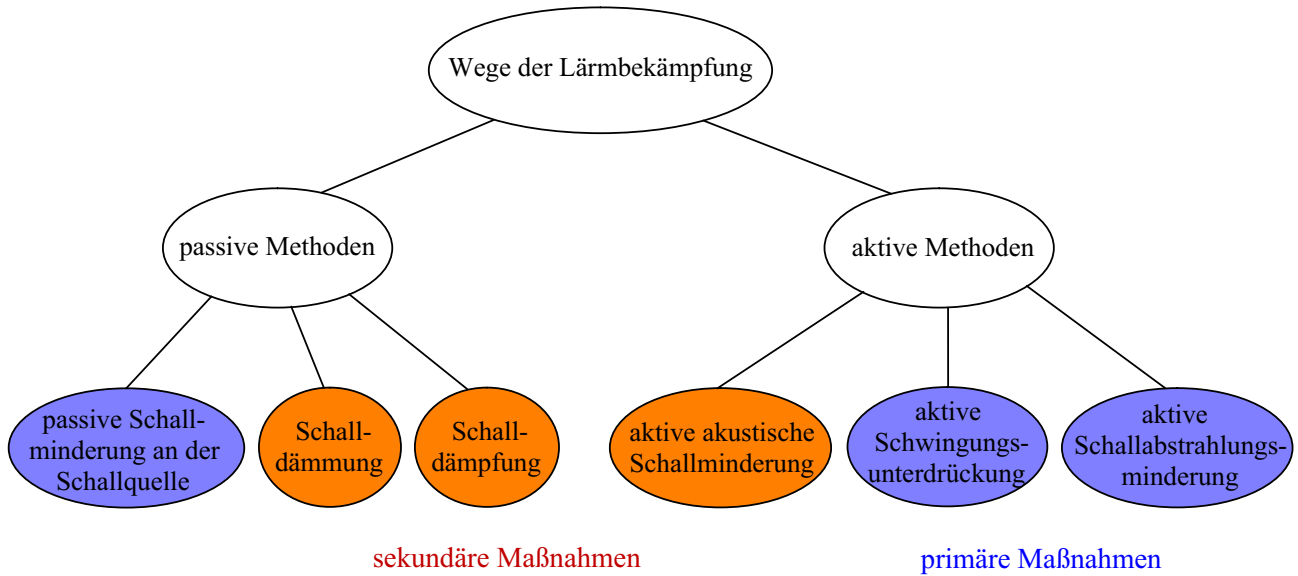 Wege der Lärmbekämpfung
passive Methoden
aktive Methoden
passive Schall-
minderung an der
Schallquelle
Schall-
dämmung
Schall-
dämpfung
aktive akustische
Schallminderung
aktive
Schwingungs-
unterdrückung
aktive
Schallabstrahlungs-
minderung
sekundäre Maßnahmen
primäre Maßnahmen